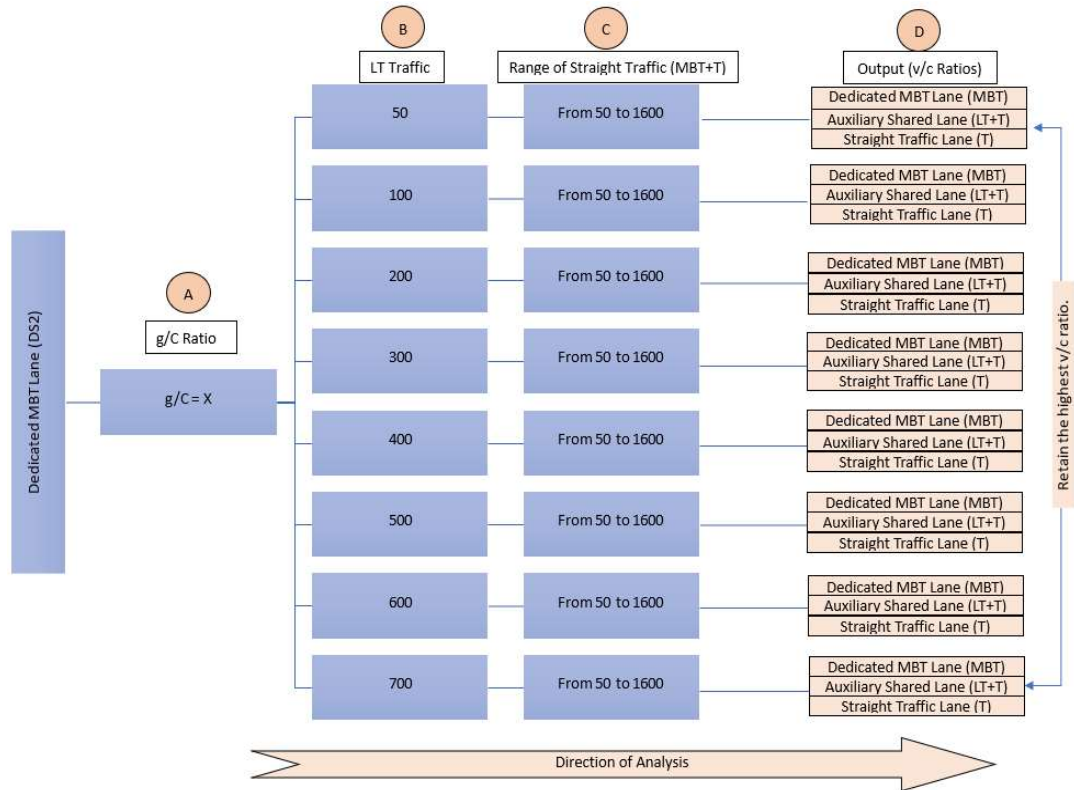 B
C
D
LT Traffic
Range of Straight Traffic (MBT+T)
Output (v/c Ratios)
50
From 50 to 1600
Dedicated MBT Lane (MBT)
Auxiliary Shared Lane (LT+T)
Straight Traffic Lane (T)
100
From 50 to 1600
Dedicated MBT Lane (MBT)
Auxiliary Shared Lane (LT+T)
Straight Traffic Lane (T)
Dedicated MBT Lane (DS2)
A
g/C Ratio
g/C = X
200
From 50 to 1600
Dedicated MBT Lane (MBT)
Auxiliary Shared Lane (LT+T)
Straight Traffic Lane (T)
300
From 50 to 1600
Dedicated MBT Lane (MBT)
Auxiliary Shared Lane (LT+T)
Straight Traffic Lane (T)
400
From 50 to 1600
Dedicated MBT Lane (MBT)
Auxiliary Shared Lane (LT+T)
Straight Traffic Lane (T)
500
From 50 to 1600
Dedicated MBT Lane (MBT)
Auxiliary Shared Lane (LT+T)
Straight Traffic Lane (T)
600
From 50 to 1600
Dedicated MBT Lane (MBT)
Auxiliary Shared Lane (LT+T)
Straight Traffic Lane (T)
700
From 50 to 1600
Dedicated MBT Lane (MBT)
Auxiliary Shared Lane (LT+T)
Straight Traffic Lane (T)
Retain the highest v/c ratio.
Direction of Analysis